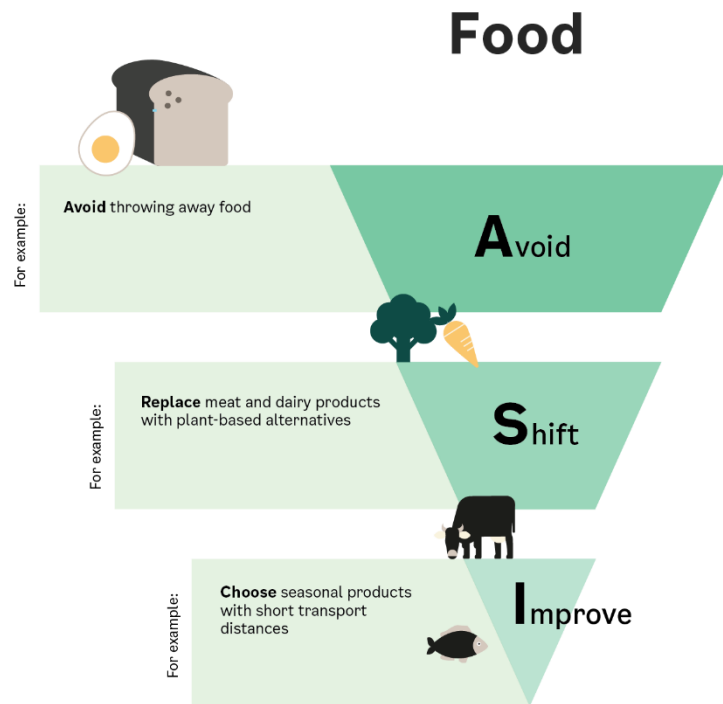 Food
For example:
Avoid throwing away food
Avoid
For example:
Replace meat and dairy products
with plant-based alternatives
Shift
For example:
Choose seasonal products
with short transport
distances
Improve